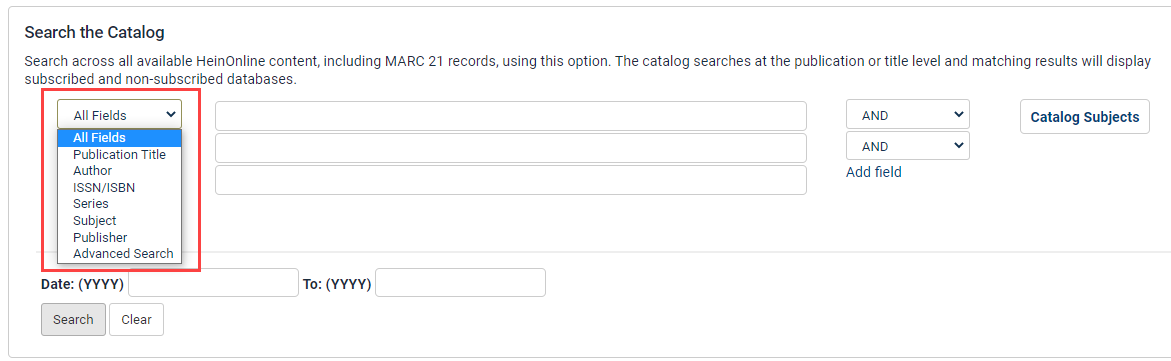 Search the Catalog
Search across all available HeinOnline content, including MARC 21 records, using this option. The catalog searches at the publication or title level and matching results will display
subscribed and non-subscribed databases.
All Fields
AND
Catalog Subjects
All Fields
Publication Title
AND
Author
Add field
ISSN/ISBN
Series
Subject
Publisher
Advanced Search
Date: (YYYY)
To: (YYYY)
Search
Clear